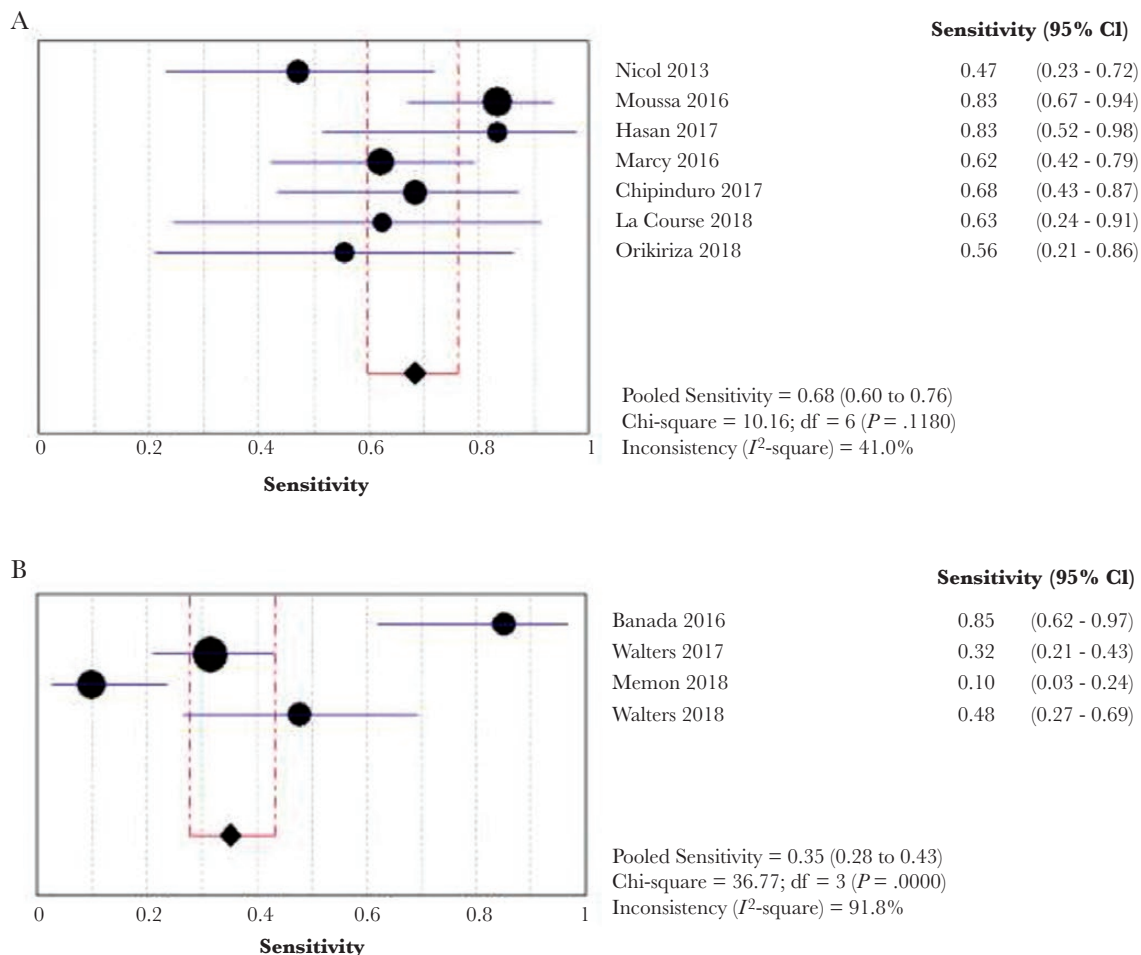 A
Sensitivity (95% Cl)
Nicol 2013 0.47 (0.23 - 0.72)
Moussa 2016 0.83 (0.67 - 0.94)
Hasan 2017 0.83 (0.52 - 0.98)
Marcy 2016 0.62 (0.42 - 0.79)
Chipinduro 2017 0.68 (0.43 - 0.87)
La Course 2018 0.63 (0.24 - 0.91)
Orikiriza 2018 0.56 (0.21 - 0.86)
Pooled Sensitivity = 0.68 (0.60 to 0.76)
Chi-square = 10.16; df = 6 (P = .1180)
Inconsistency (I²-square) = 41.0%
0 0.2 0.4 0.6 0.8 1
Sensitivity
B
Sensitivity (95% Cl)
Banada 2016 0.85 (0.62 - 0.97)
Walters 2017 0.32 (0.21 - 0.43)
Memon 2018 0.10 (0.03 - 0.24)
Walters 2018 0.48 (0.27 - 0.69)
Pooled Sensitivity = 0.35 (0.28 to 0.43)
Chi-square = 36.77; df = 3 (P = .0000)
Inconsistency (I²-square) = 91.8%
0 0.2 0.4 0.6 0.8 1
Sensitivity